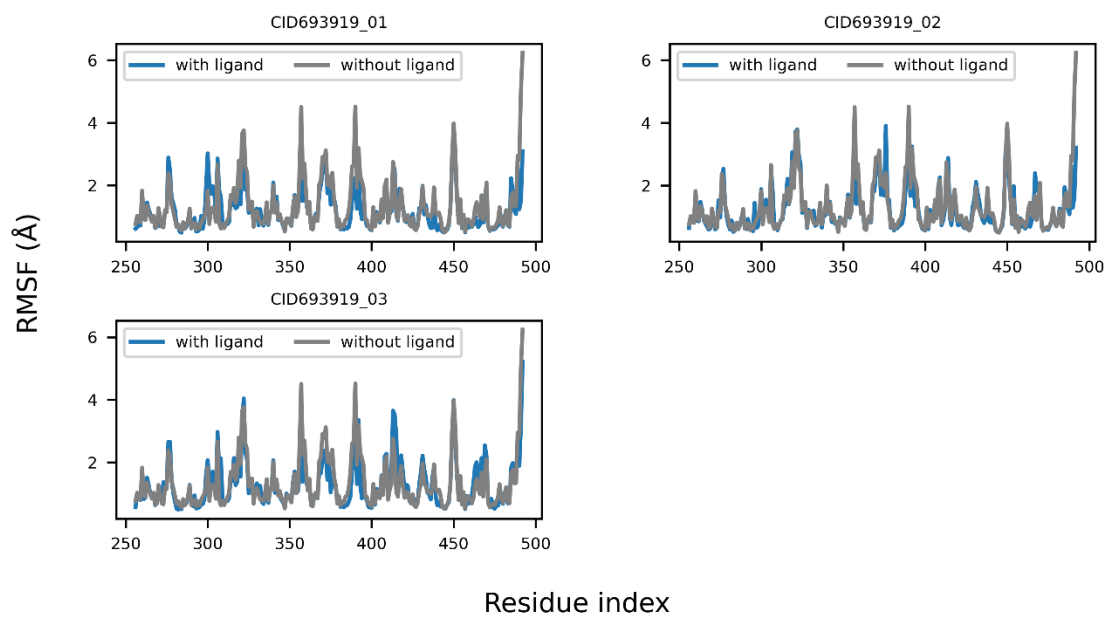 CID693919_01
with ligand without ligand
6
4
2
250 300 350 400 450 500
CID693919_02
with ligand without ligand
6
4
2
250 300 350 400 450 500
CID693919_03
with ligand without ligand
6
4
2
250 300 350 400 450 500
RMSF (Å)
Residue index